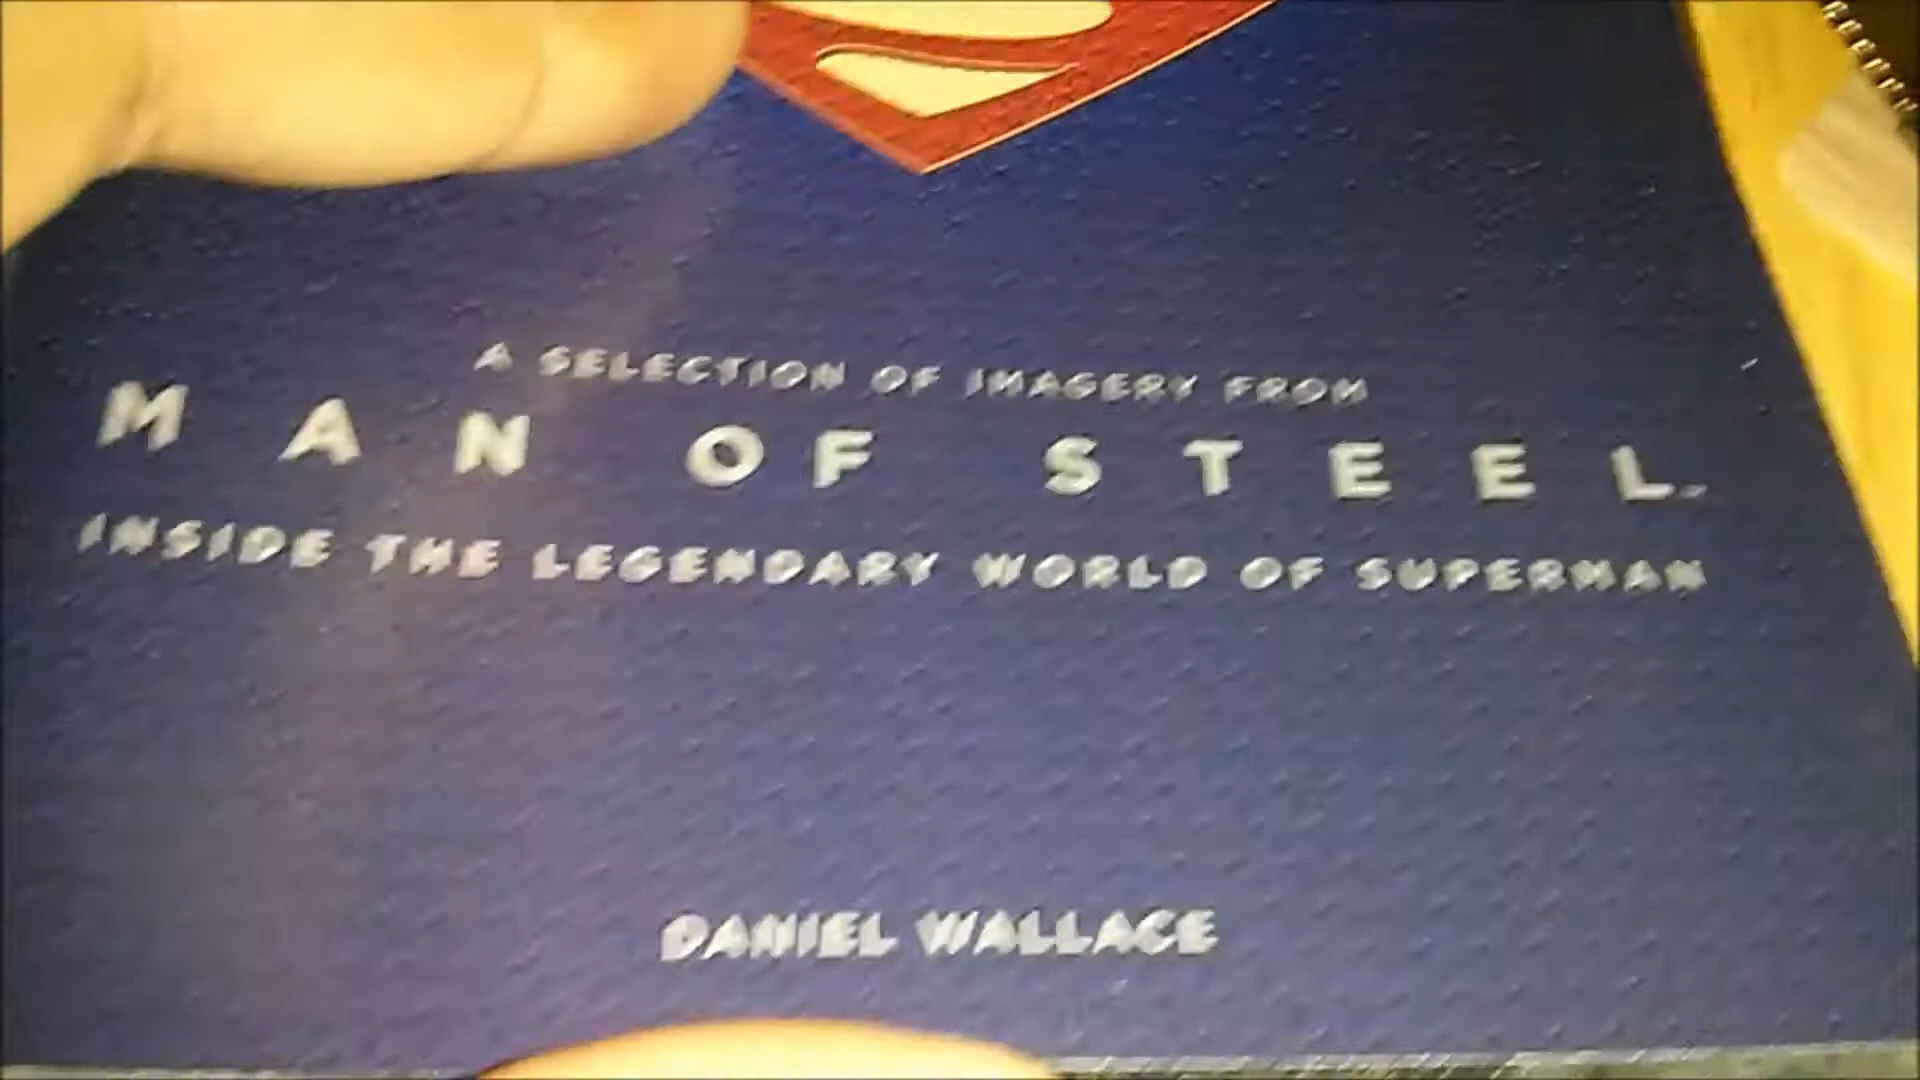 A SELECTION OF IMAGERY FROM
MAN OF STEEL
INSIDE THE LEGENDARY WORLD OF SUPERMAN
DANIEL WALLACE